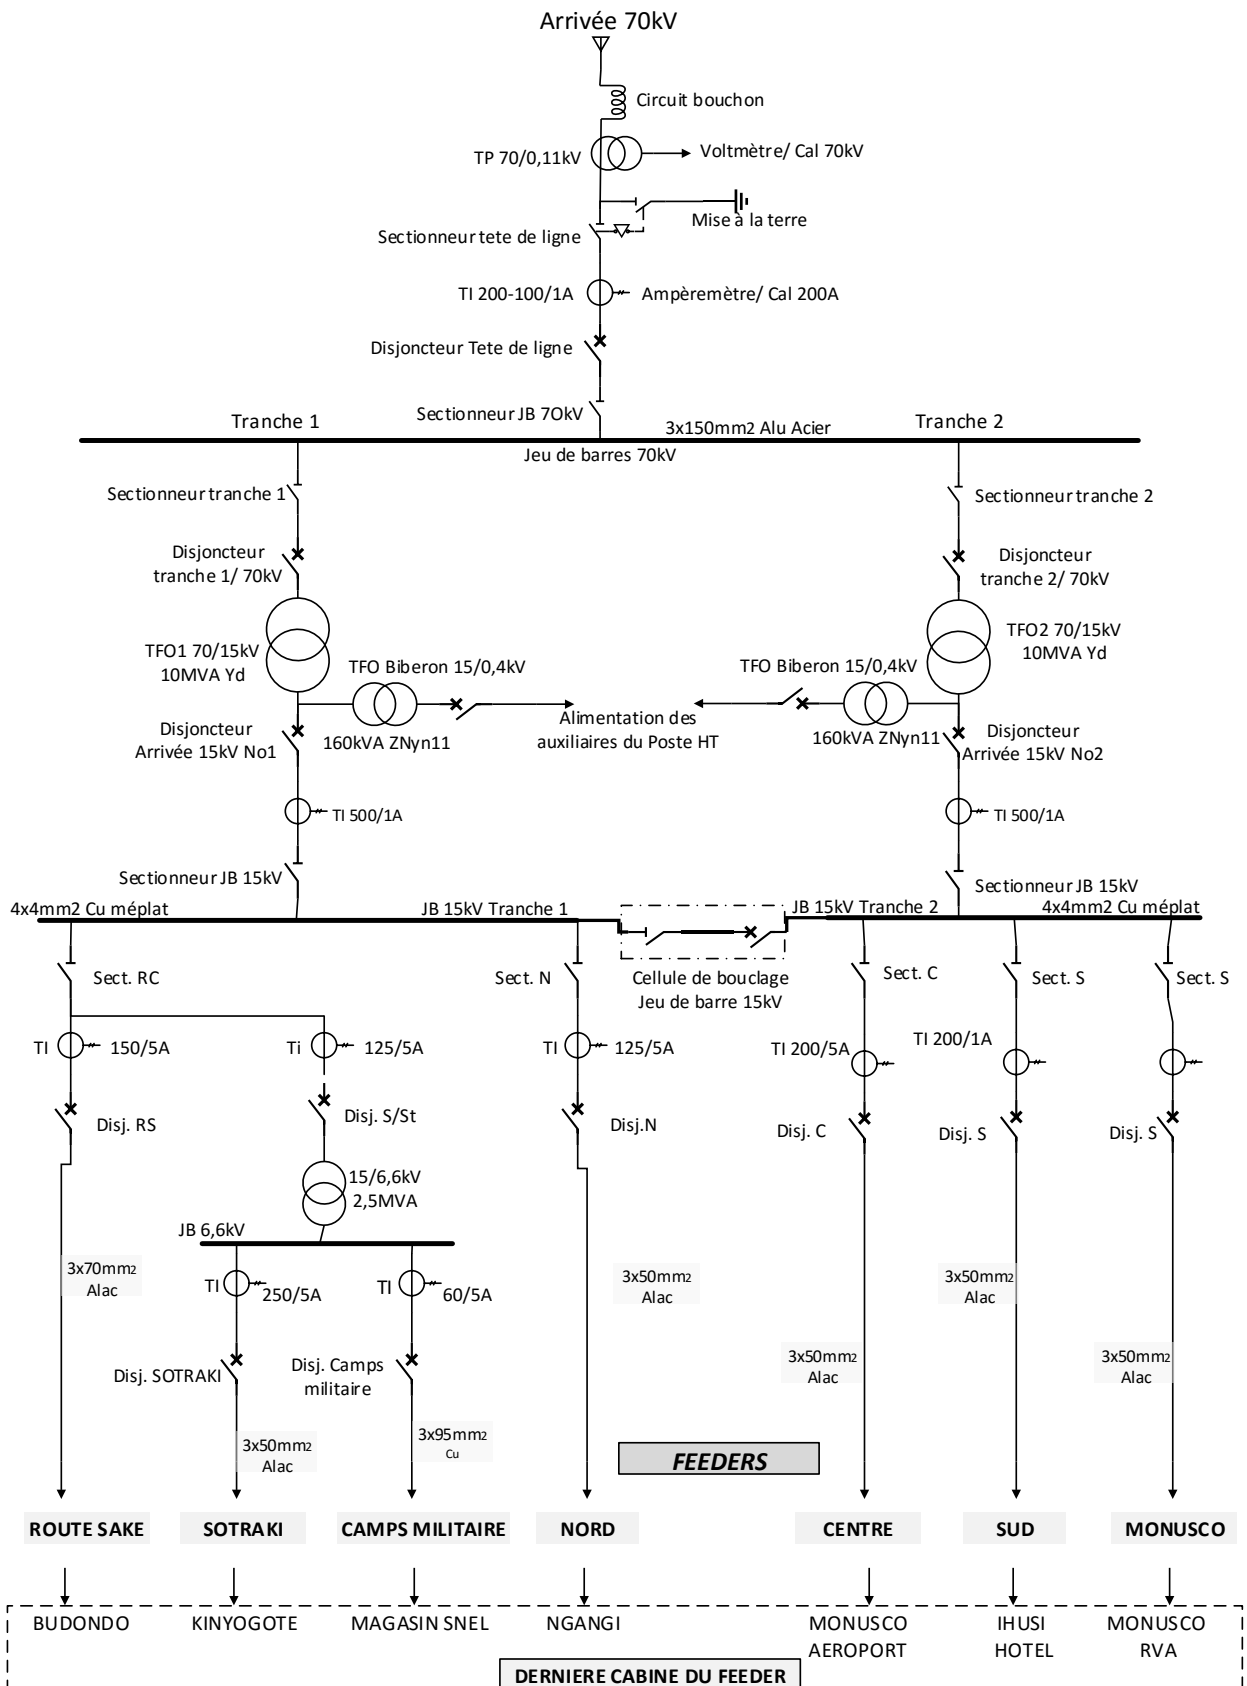 Arrivée 70kV
Circuit bouchon
TP 70/0,11kV
Voltmètre/ Cal 70kV
Mise à la terre
Sectionneur tete de ligne
TI 200-100/1A
Ampèremètre/ Cal 200A
Disjoncteur Tete de ligne
Sectionneur JB 7OkV
Tranche 1
3x150mm2 Alu Acier
Tranche 2
Jeu de barres 70kV
Sectionneur tranche 1
Sectionneur tranche 2
Disjoncteur
tranche 1/ 70kV
Disjoncteur
tranche 2/ 70kV
TFO1 70/15kV
10MVA Yd
TFO2 70/15kV
10MVA Yd
TFO Biberon 15/0,4kV
TFO Biberon 15/0,4kV
160kVA ZNyn11
Alimentation des
auxiliaires du Poste HT
160kVA ZNyn11
Disjoncteur
Arrivée 15kV No1
Disjoncteur
Arrivée 15kV No2
TI 500/1A
TI 500/1A
Sectionneur JB 15kV
Sectionneur JB 15kV
4x4mm2 Cu méplat
JB 15kV Tranche 1
JB 15kV Tranche 2
4x4mm2 Cu méplat
Sect. RC
Sect. N
Cellule de bouclage
Jeu de barre 15kV
Sect. C
Sect. S
Sect. S
TI
150/5A
Ti
125/5A
TI
125/5A
TI 200/5A
TI 200/1A
Disj. RS
Disj. S/St
Disj.N
Disj. C
Disj. S
Disj. S
15/6,6kV
2,5MVA
JB 6,6kV
3x70mm2
Alac
TI
250/5A
TI
60/5A
3x50mm2
Alac
3x50mm2
Alac
Disj. SOTRAKI
Disj. Camps
militaire
3x50mm2
Alac
3x50mm2
Alac
3x50mm2
Alac
3x95mm2
Cu
FEEDERS
ROUTE SAKE
SOTRAKI
CAMPS MILITAIRE
NORD
CENTRE
SUD
MONUSCO
BUDONDO
KINYOGOTE
MAGASIN SNEL
NGANGI
MONUSCO
AEROPORT
IHUSI
HOTEL
MONUSCO
RVA
DERNIERE CABINE DU FEEDER